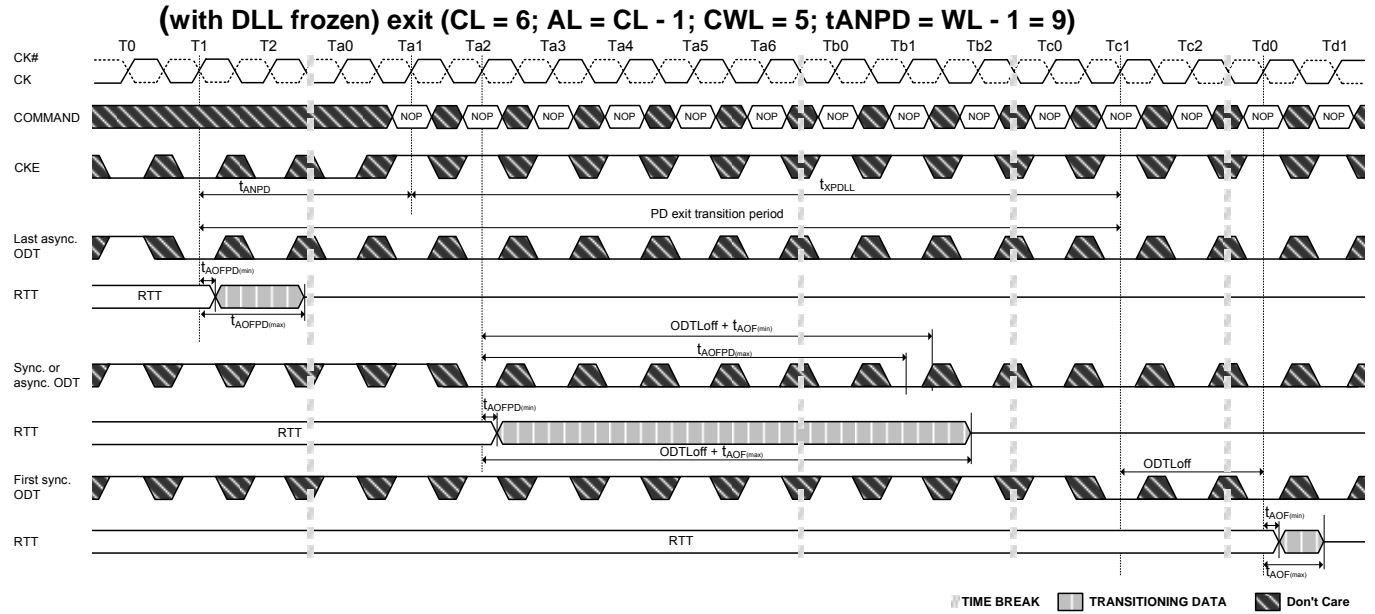 (with DLL frozen) exit (CL = 6; AL = CL - 1; CWL = 5; tANPD = WL - 1 = 9)
T0 T1 T2 Ta0 Ta1 Ta2 Ta3 Ta4 Ta5 Ta6 Tb0 Tb1 Tb2 Tc0 Tc1 Tc2 Td0 Td1
CK#
CK
COMMAND
NOP NOP NOP NOP NOP NOP NOP NOP NOP NOP NOP NOP NOP NOP
CKE
tANPD
tXPDLL
PD exit transition period
Last async.
ODT
tAOFPD(min)
RTT
RTT
tAOFPD(max)
ODTLoff + tAOF(min)
tAOFPD(max)
Sync. or
async. ODT
tAOFPD(min)
RTT
RTT
ODTLoff + tAOF(max)
ODTLoff
First sync.
ODT
tAOF(min)
RTT
RTT
tAOF(max)
TIME BREAK
TRANSITIONING DATA
Don't Care